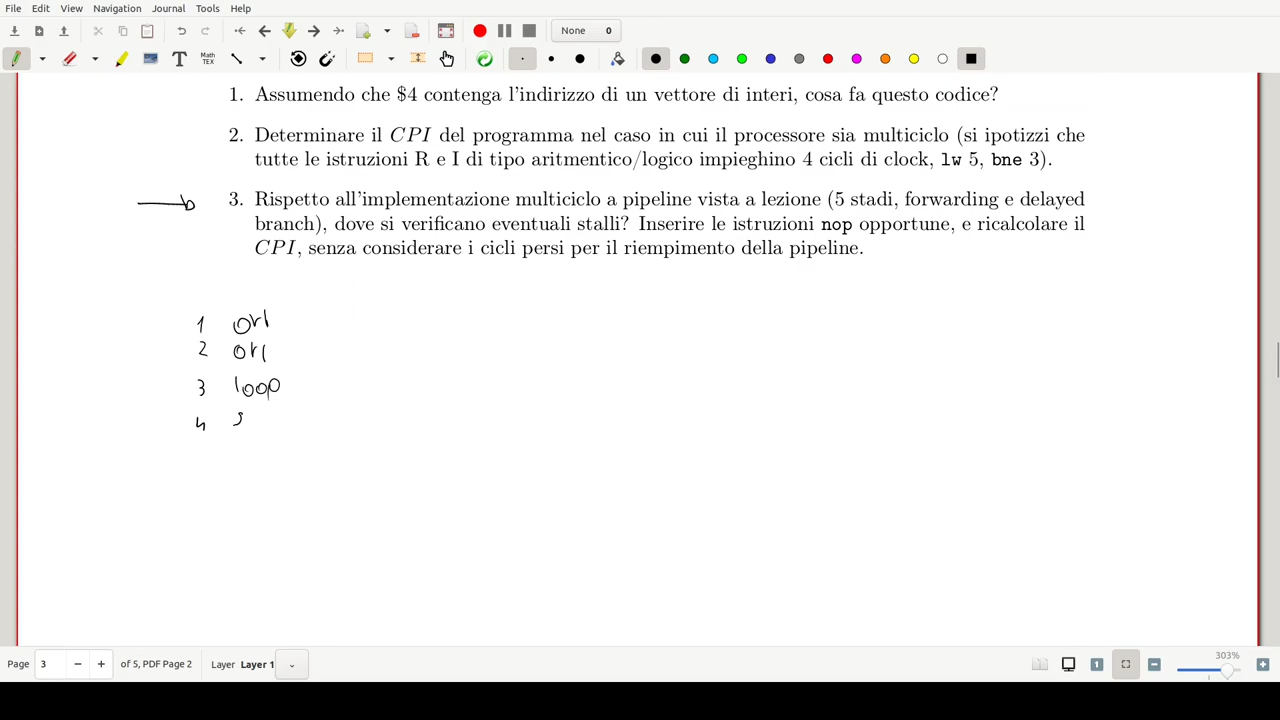 File Edit View Navigation Journal Tools Help
None 0
Math TEX
1. Assumendo che $4 contenga l'indirizzo di un vettore di interi, cosa fa questo codice?
2. Determinare il CPI del programma nel caso in cui il processore sia multiciclo (si ipotizzi che
tutte le istruzioni R e I di tipo aritmetico/logico impieghino 4 cicli di clock, lw 5, bne 3).
3. Rispetto all'implementazione multiciclo a pipeline vista a lezione (5 stadi, forwarding e delayed
branch), dove si verificano eventuali stalli? Inserire le istruzioni nop opportune, e ricalcolare il
CPI, senza considerare i cicli persi per il riempimento della pipeline.
1 ori
2 ori
3 loop
4
Page 3 of 5, PDF Page 2 Layer Layer 1 303%